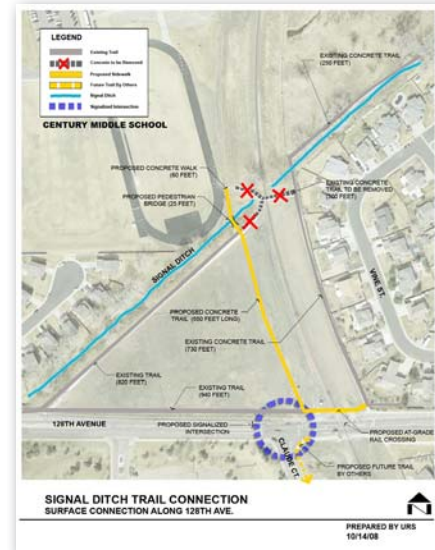 LEGEND
Existing Trail
Concrete to be Removed
Proposed Sidewalk
Future Trail By Others
Signal Ditch
Signalized Intersection
CENTURY MIDDLE SCHOOL
EXISTING CONCRETE TRAIL
(250 FEET)
PROPOSED CONCRETE WALK
(60 FEET)
PROPOSED PEDESTRIAN
BRIDGE (25 FEET)
EXISTING CONCRETE
TRAIL TO BE REMOVED
SIGNAL DITCH
VINE ST.
PROPOSED CONCRETE
TRAIL (650 FEET LONG)
EXISTING CONCRETE TRAIL
(730 FEET)
EXISTING TRAIL
(820 FEET)
EXISTING TRAIL
(940 FEET)
128TH AVENUE
PROPOSED SIGNALIZED
INTERSECTION
CLAUDE CT.
PROPOSED AT-GRADE
RAIL CROSSING
PROPOSED FUTURE TRAIL
BY OTHERS
SIGNAL DITCH TRAIL CONNECTION
SURFACE CONNECTION ALONG 128TH AVE.
N
PREPARED BY URS
10/14/08